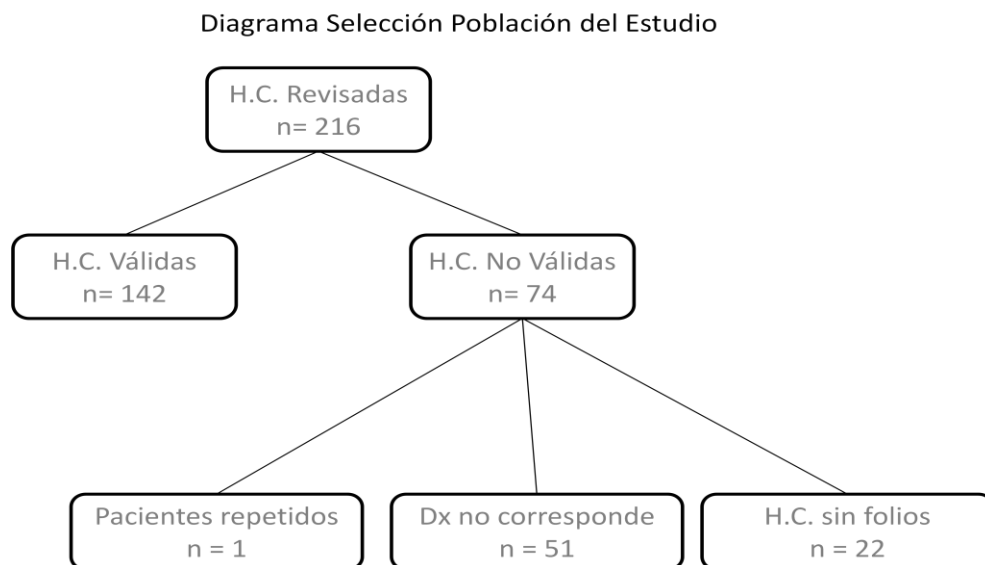 Diagrama Selección Población del Estudio
H.C. Revisadas
n= 216
H.C. Válidas
n= 142
H.C. No Válidas
n= 74
Pacientes repetidos
n = 1
Dx no corresponde
n = 51
H.C. sin folios
n = 22